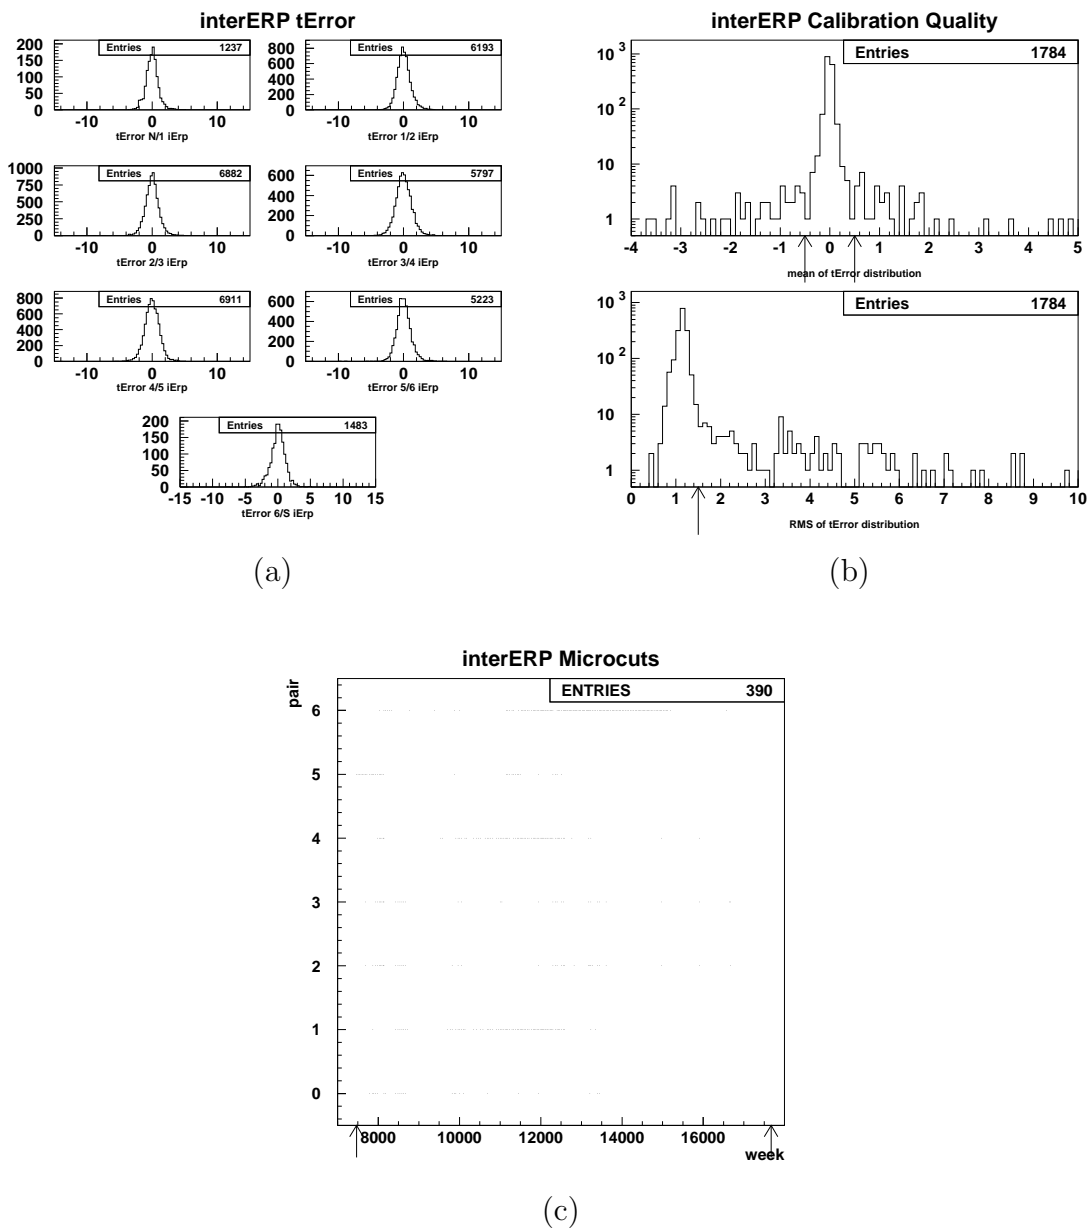 interERP tError
Entries 1237
200
150
100
50
0
-10 0 10
tError N/1 iErp
Entries 6193
800
600
400
200
0
-10 0 10
tError 1/2 iErp
Entries 6882
1000
750
500
250
0
-10 0 10
tError 2/3 iErp
Entries 5797
600
400
200
0
-10 0 10
tError 3/4 iErp
Entries 6911
800
600
400
200
0
-10 0 10
tError 4/5 iErp
Entries 5223
600
400
200
0
-10 0 10
tError 5/6 iErp
Entries 1483
200
150
100
50
0
-15 -10 -5 0 5 10 15
tError 6/S iErp
(a)
interERP Calibration Quality
Entries 1784
10 3
10 2
10
1
-4 -3 -2 -1 0 1 2 3 4 5
mean of tError distribution
Entries 1784
10 3
10 2
10
1
0 1 2 3 4 5 6 7 8 9 10
RMS of tError distribution
(b)
interERP Microcuts
pair
ENTRIES 390
6
5
4
3
2
1
0
8000 10000 12000 14000 16000
week
(c)